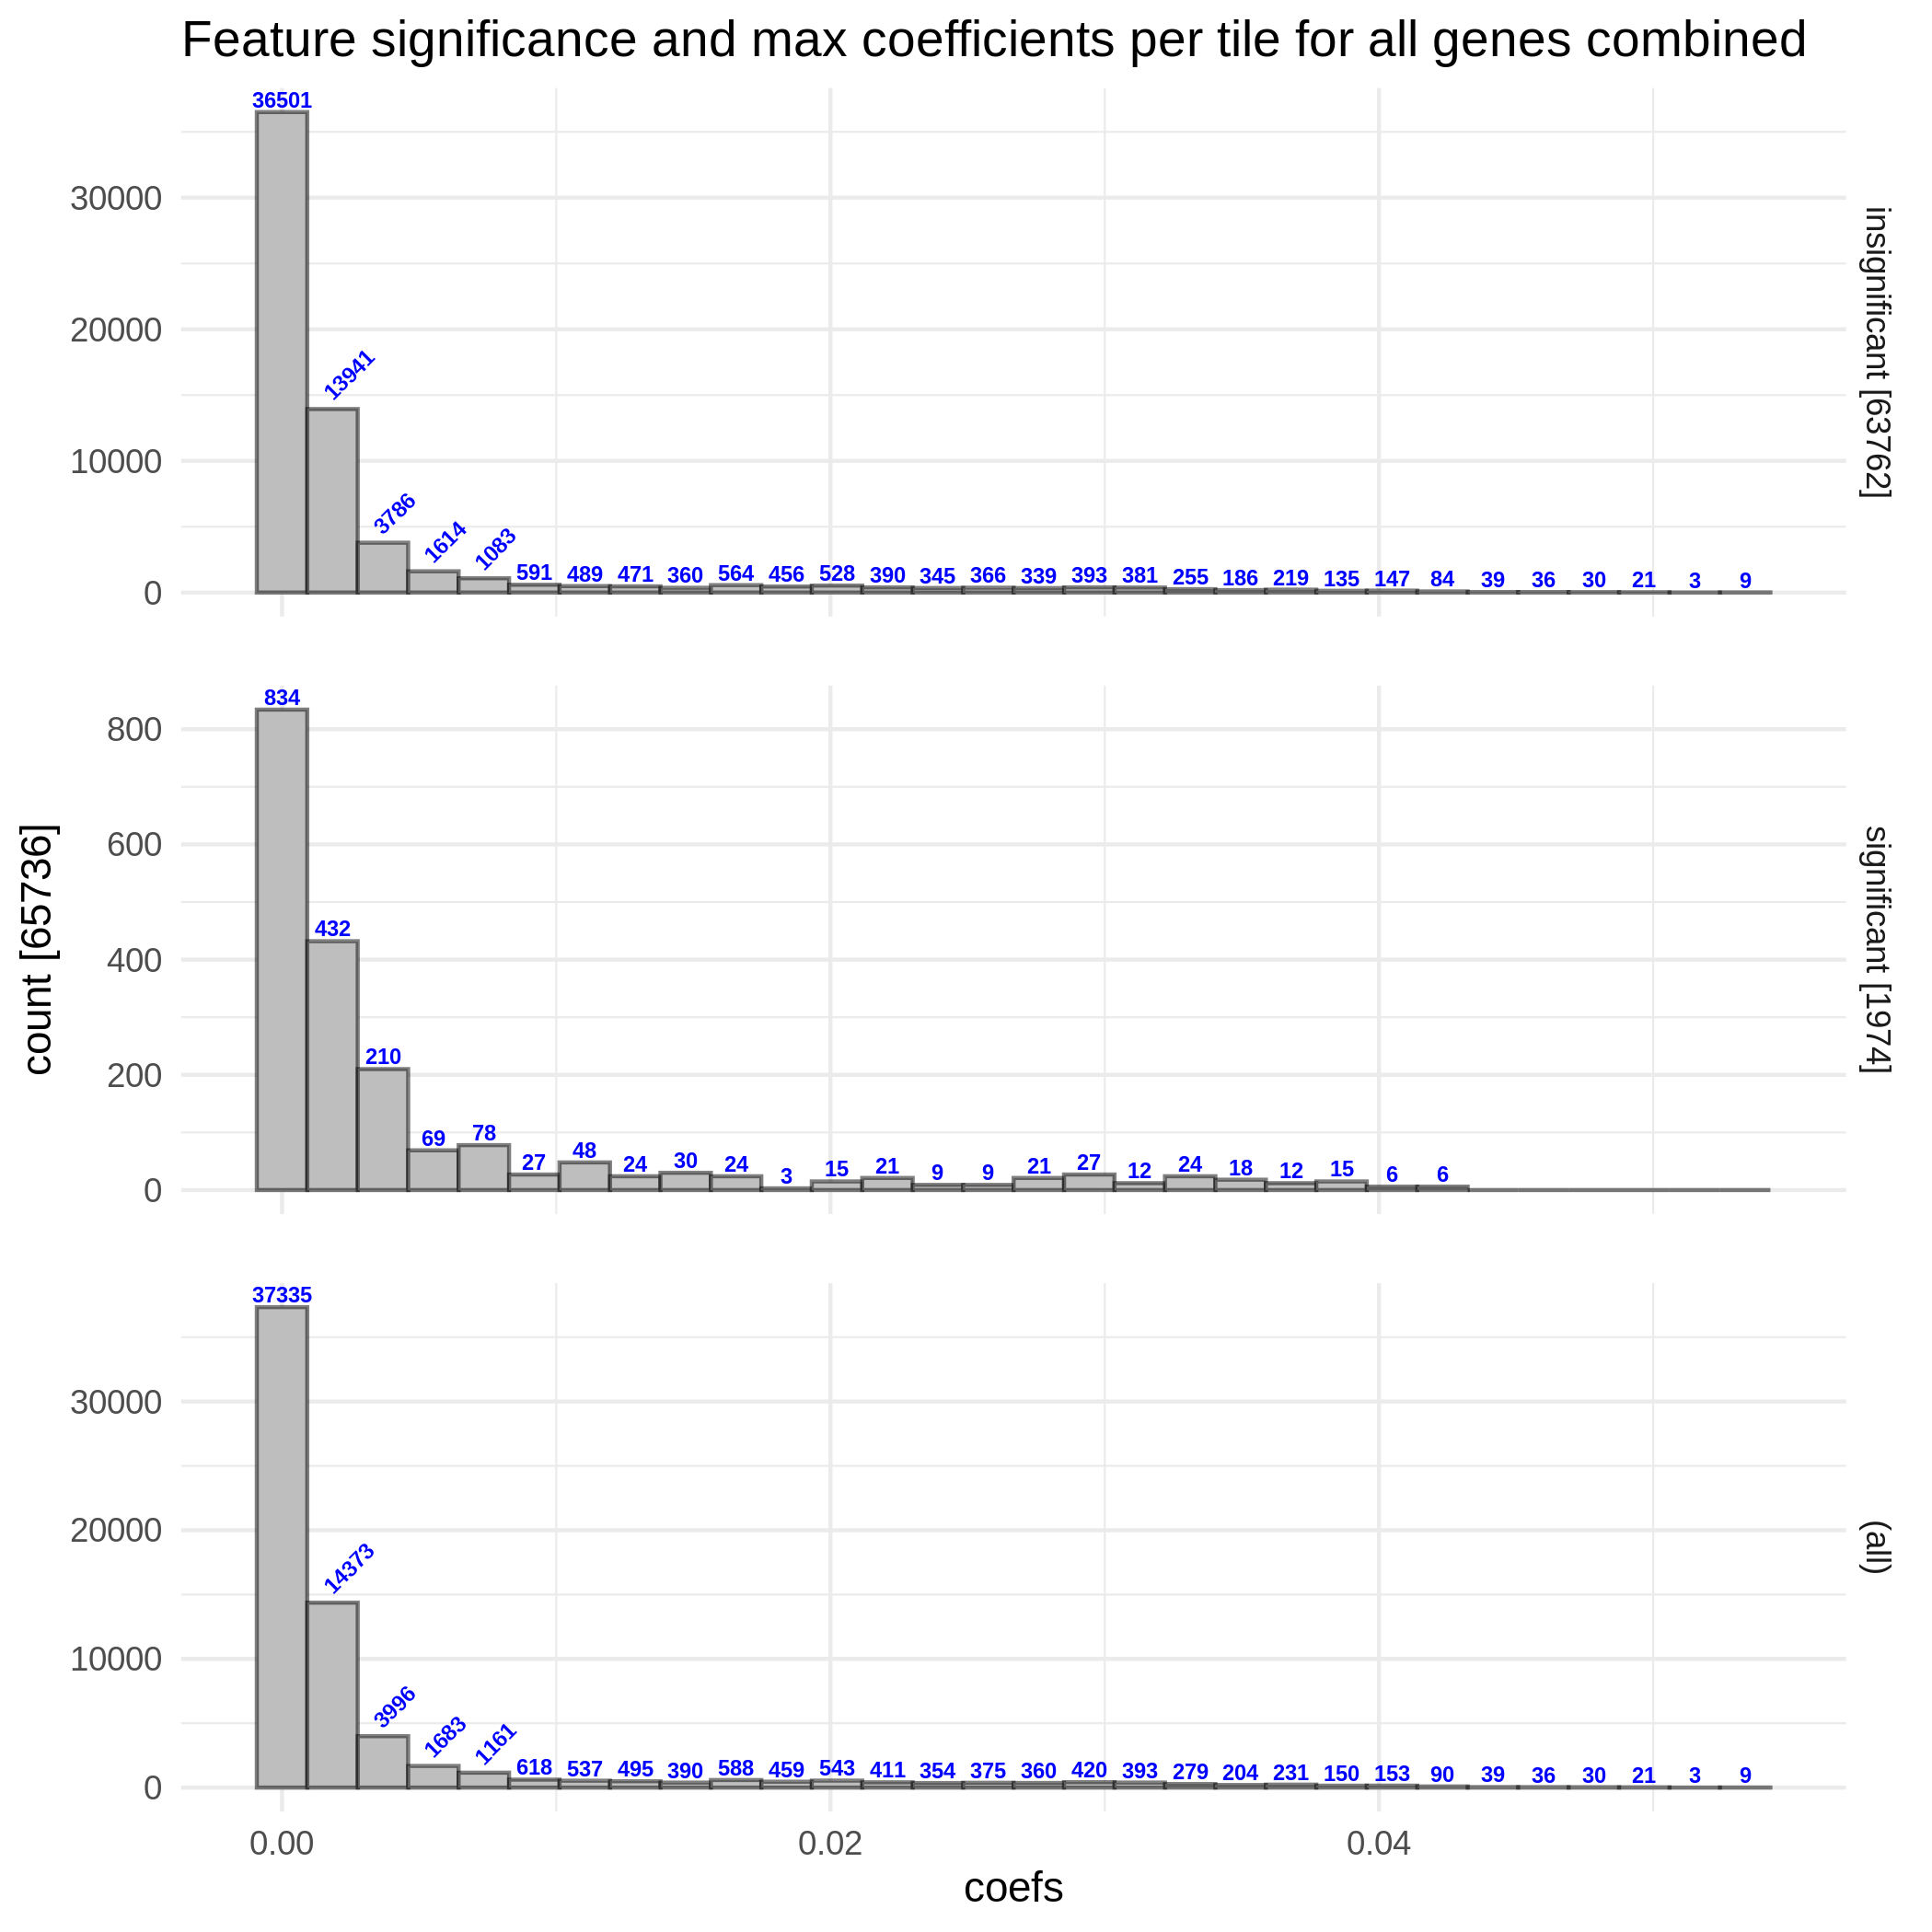 Feature significance and max coefficients per tile for all genes combined
count [65736]
30000
20000
10000
0
36501
13941
3786
1614
1083
591 489 471 360 564 456 528 390 345 366 339 393 381 255 186 219 135 147 84 39 36 30 21 3 9
insignificant [63762]
800
600
400
200
0
834
432
210
69 78 27 48 24 30 24 3 15 21 9 9 21 27 12 24 18 12 15 6 6
significant [1974]
30000
20000
10000
0
37335
14373
3996
1683
1161
618 537 495 390 588 459 543 411 354 375 360 420 393 279 204 231 150 153 90 39 36 30 21 3 9
(all)
0.00 0.02 0.04
coefs